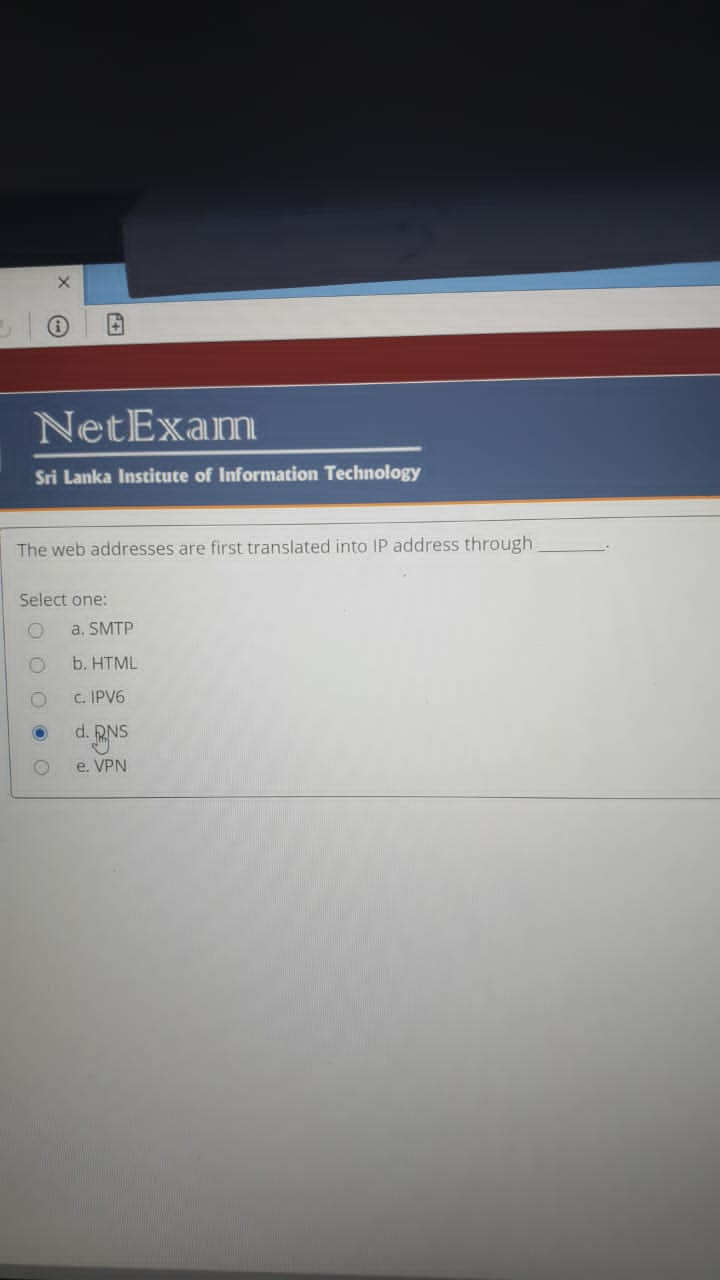 NetExam
Sri Lanka Institute of Information Technology
The web addresses are first translated into IP address through ______.
Select one:
a. SMTP
b. HTML
c. IPV6
d. DNS
e. VPN